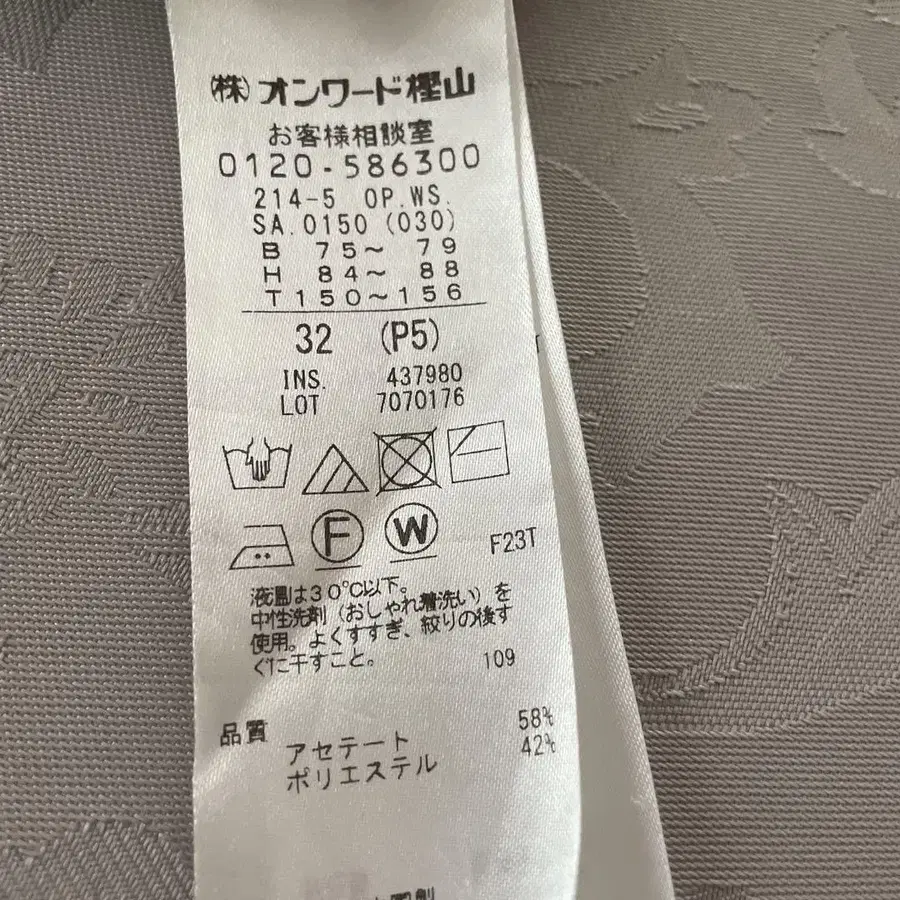 (株)オンワード樫山
お客様相談室
0120-586300
214-5 OP.WS.
SA.0150 (030)
B 75~ 79
H 84~ 88
T 150~156
32 (P5)
INS. 437980
LOT 7070176
F W F23T
液温は30℃以下。
中性洗剤(おしゃれ着洗い)を
使用。よくすすぎ、絞りの後す
ぐに干すこと。 109
品質
アセテート 58%
ポリエステル 42%